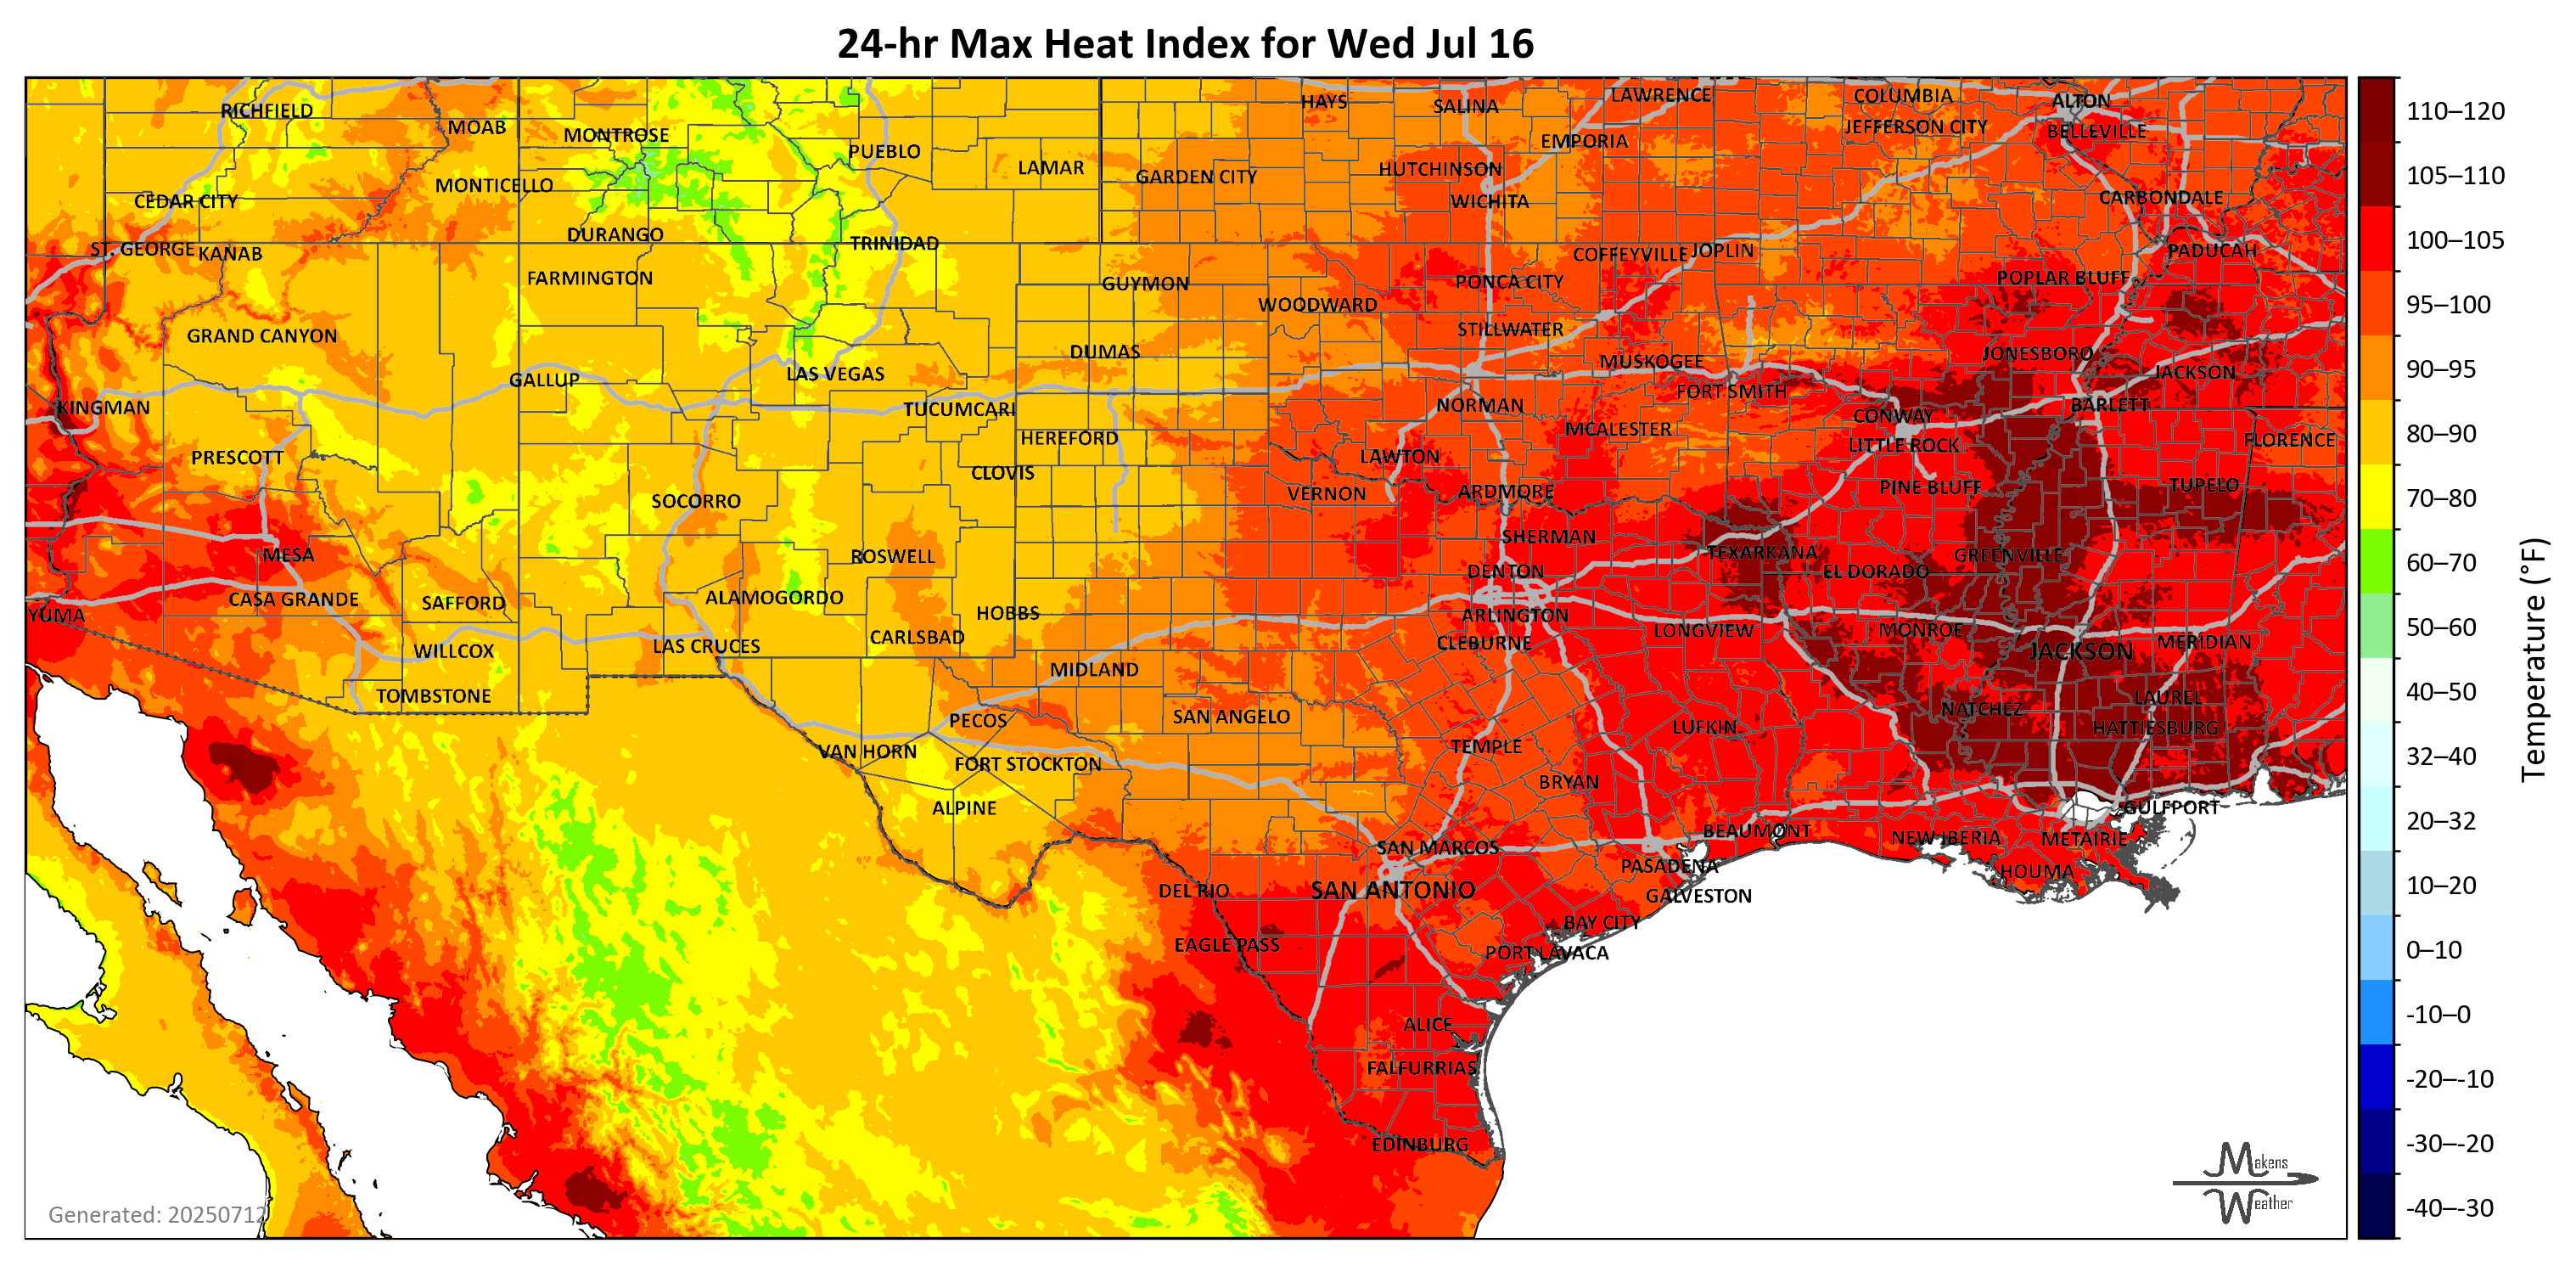 24-hr Max Heat Index for Wed Jul 16
RICHFIELD
MOAB
MONTROSE
PUEBLO
LAMAR
HAYS
SALINA
LAWRENCE
COLUMBIA
ALTON
JEFFERSON CITY
BELLEVILLE
EMPORIA
HUTCHINSON
GARDEN CITY
WICHITA
CARBONDALE
MONTICELLO
CEDAR CITY
DURANGO
TRINIDAD
ST. GEORGE
KANAB
COFFEYVILLE
JOPLIN
PADUCAH
FARMINGTON
GUYMON
PONCA CITY
POPLAR BLUFF
WOODWARD
GRAND CANYON
STILLWATER
DUMAS
MUSKOGEE
JONESBORO
GALLUP
LAS VEGAS
FORT SMITH
JACKSON
KINGMAN
TUCUMCARI
NORMAN
CONWAY
BARLETT
HEREFORD
MCALESTER
LITTLE ROCK
FLORENCE
PRESCOTT
CLOVIS
LAWTON
SOCORRO
VERNON
ARDMORE
PINE BLUFF
TUPELO
MESA
ROSWELL
SHERMAN
TEXARKANA
GREENVILLE
DENTON
EL DORADO
CASA GRANDE
SAFFORD
ALAMOGORDO
HOBBS
ARLINGTON
YUMA
LONGVIEW
MONROE
WILLCOX
LAS CRUCES
CARLSBAD
CLEBURNE
JACKSON
MERIDIAN
MIDLAND
TOMBSTONE
PECOS
SAN ANGELO
LUFKIN
NATCHEZ
LAUREL
HATTIESBURG
VAN HORN
FORT STOCKTON
TEMPLE
BRYAN
ALPINE
GULFPORT
SAN MARCOS
BEAUMONT
NEW IBERIA
METAIRIE
DEL RIO
SAN ANTONIO
PASADENA
HOUMA
GALVESTON
BAY CITY
EAGLE PASS
PORT LAVACA
ALICE
FALFURRIAS
EDINBURG
Generated: 20250712
Makens
Weather
110–120
105–110
100–105
95–100
90–95
80–90
70–80
60–70
50–60
40–50
32–40
20–32
10–20
0–10
-10–0
-20–-10
-30–-20
-40–-30
Temperature (°F)